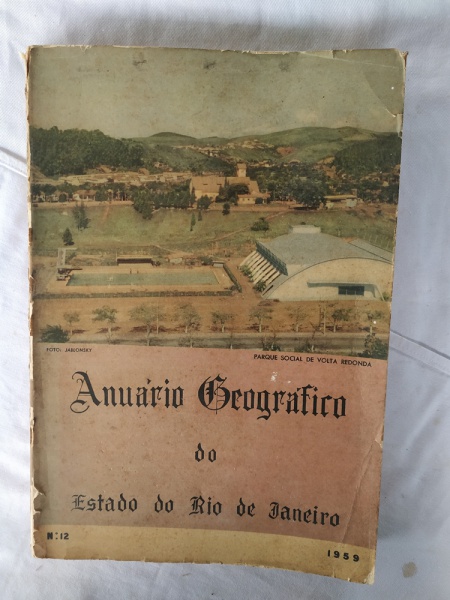 FOTO: JABLONSKY
PARQUE SOCIAL DE VOLTA REDONDA
Anuário Geográfico
do
Estado do Rio de Janeiro
N.º 12
1959